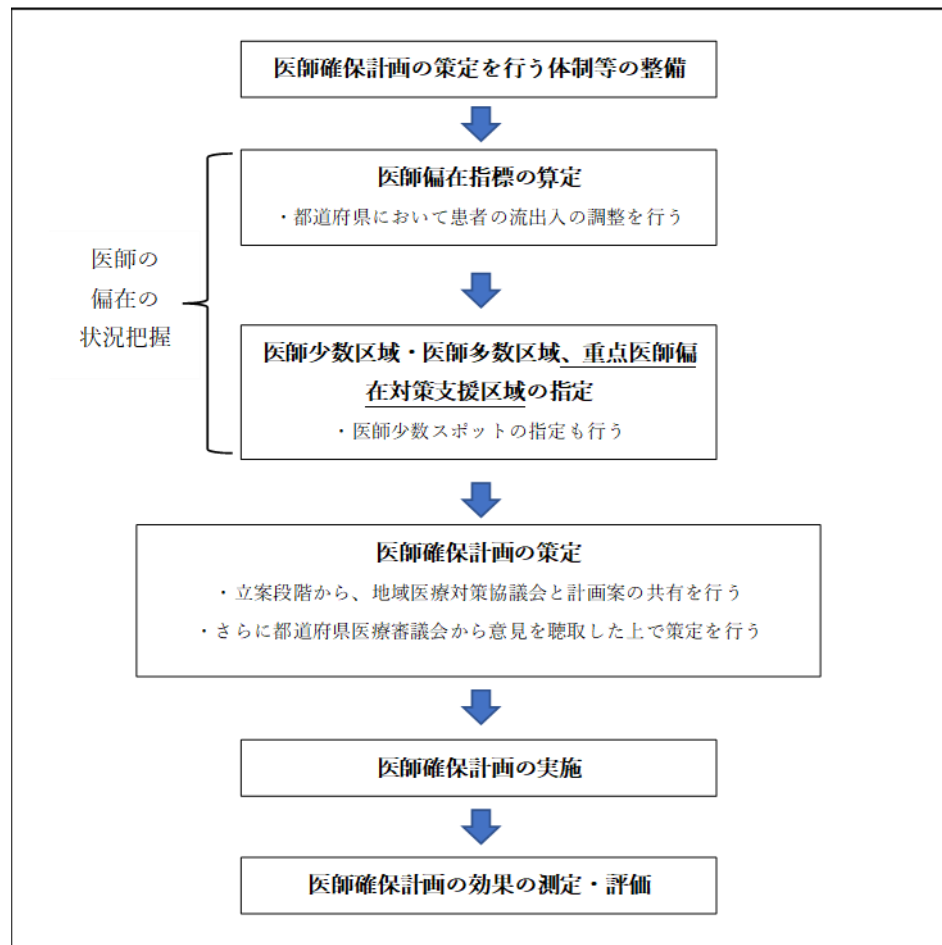 医師確保計画の策定を行う体制等の整備
医師偏在指標の算定
・都道府県において患者の流出入の調整を行う
医師の
偏在の
状況把握
医師少数区域・医師多数区域、重点医師偏
在対策支援区域の指定
・医師少数スポットの指定も行う
医師確保計画の策定
・立案段階から、地域医療対策協議会と計画案の共有を行う
・さらに都道府県医療審議会から意見を聴取した上で策定を行う
医師確保計画の実施
医師確保計画の効果の測定・評価